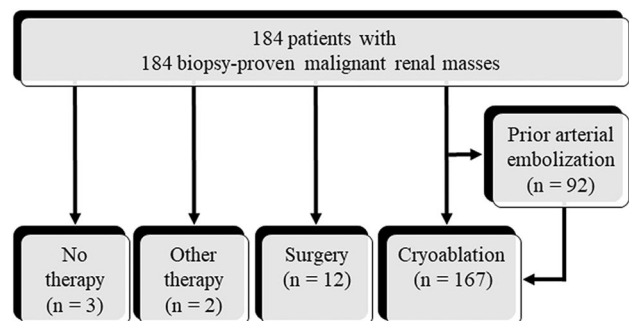 184 patients with
184 biopsy-proven malignant renal masses
Prior arterial
embolization
(n = 92)
No
therapy
(n = 3)
Other
therapy
(n = 2)
Surgery
(n = 12)
Cryoablation
(n = 167)